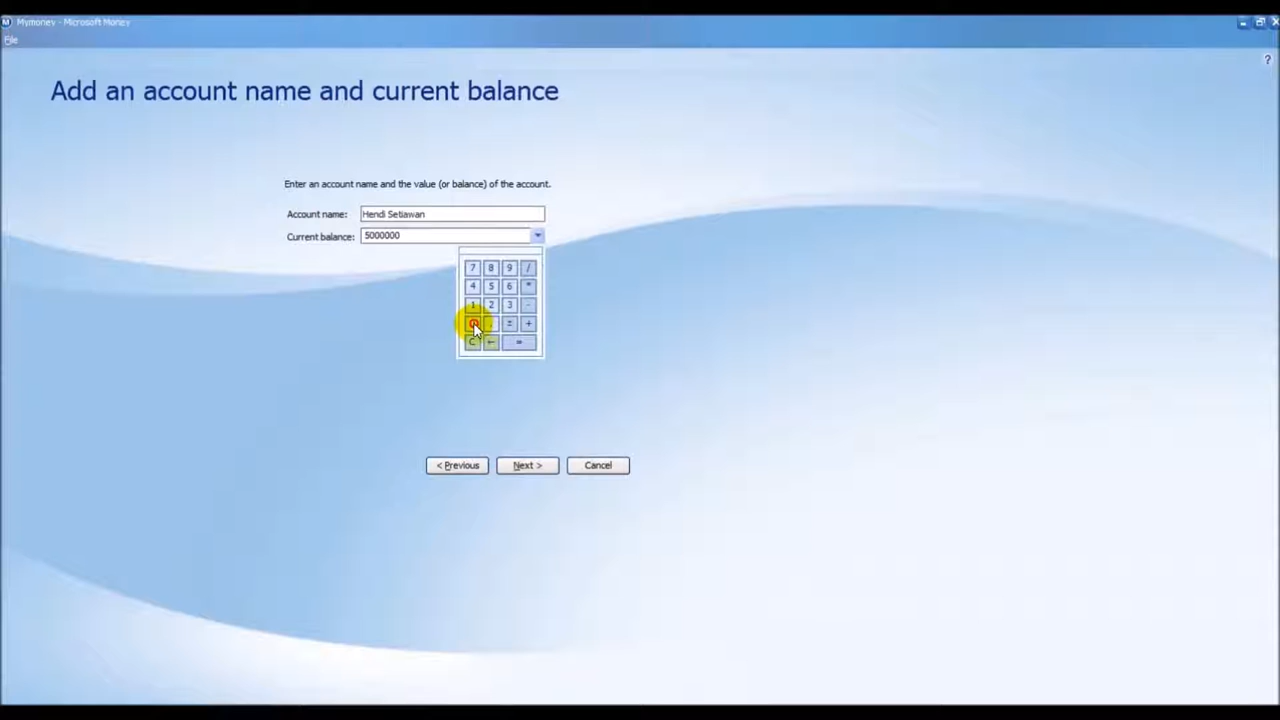 Mymoney - Microsoft Money
File
?
Add an account name and current balance
Enter an account name and the value (or balance) of the account.
Account name: Hendi Setiawan
Current balance: 5000000
7 8 9 /
4 5 6 *
1 2 3 -
0 . ± +
C ← =
< Previous Next > Cancel